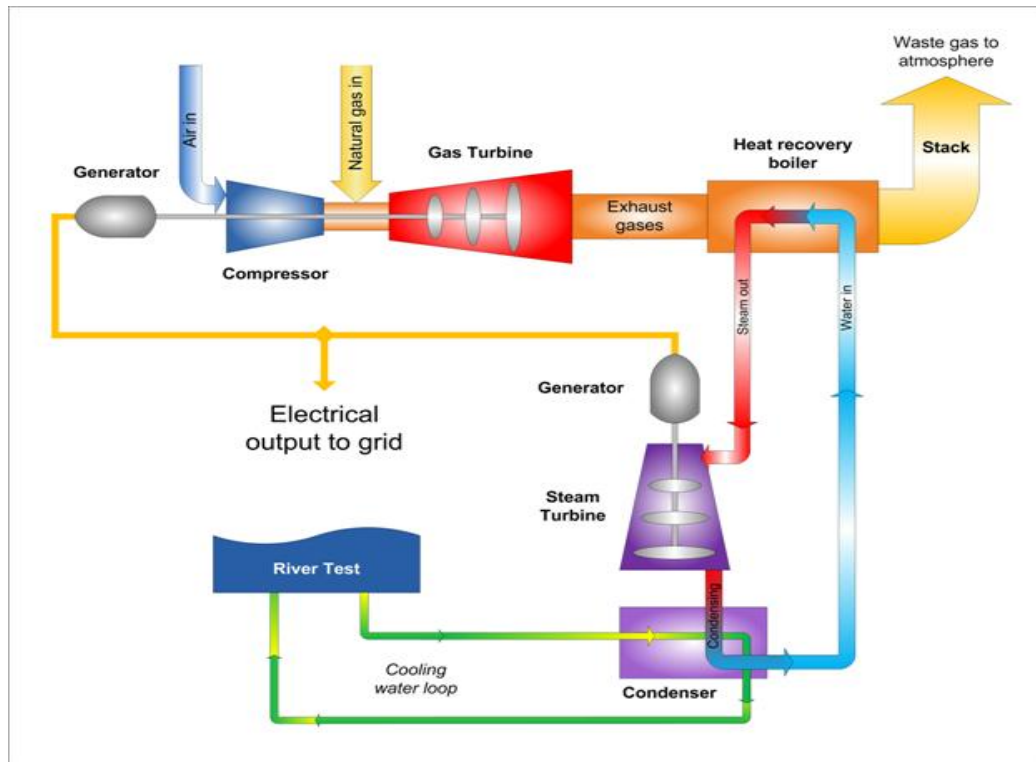 Waste gas to
atmosphere
Air in
Natural gas in
Gas Turbine
Heat recovery
boiler
Stack
Generator
Exhaust
gases
Compressor
Steam out
Water in
Generator
Electrical
output to grid
Steam
Turbine
River Test
Condensing
Cooling
water loop
Condenser